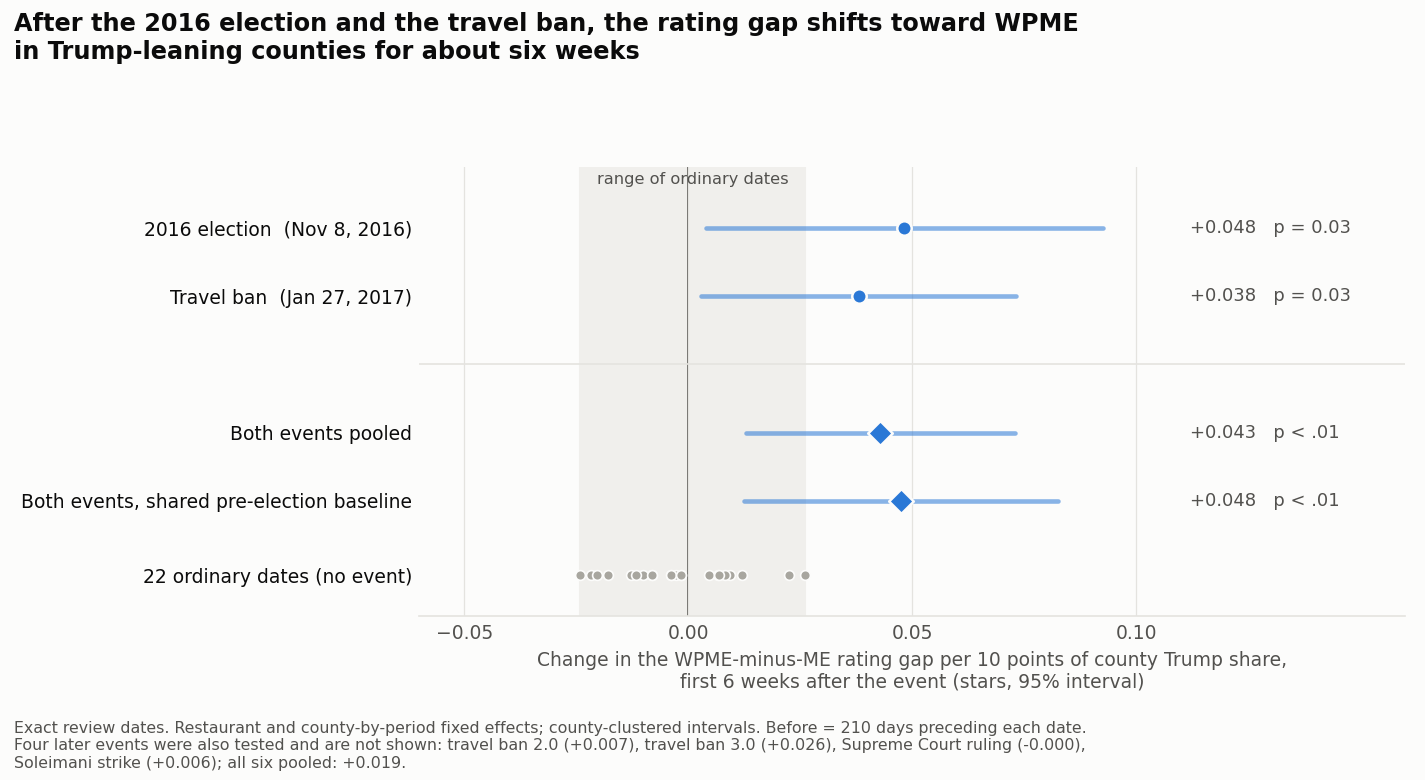 After the 2016 election and the travel ban, the rating gap shifts toward WPME
in Trump-leaning counties for about six weeks
range of ordinary dates
2016 election  (Nov 8, 2016)
+0.048   p = 0.03
Travel ban  (Jan 27, 2017)
+0.038   p = 0.03
Both events pooled
+0.043   p < .01
Both events, shared pre-election baseline
+0.048   p < .01
22 ordinary dates (no event)
−0.05
0.00
0.05
0.10
Change in the WPME-minus-ME rating gap per 10 points of county Trump share,
first 6 weeks after the event (stars, 95% interval)
Exact review dates. Restaurant and county-by-period fixed effects; county-clustered intervals. Before = 210 days preceding each date.
Four later events were also tested and are not shown: travel ban 2.0 (+0.007), travel ban 3.0 (+0.026), Supreme Court ruling (-0.000),
Soleimani strike (+0.006); all six pooled: +0.019.